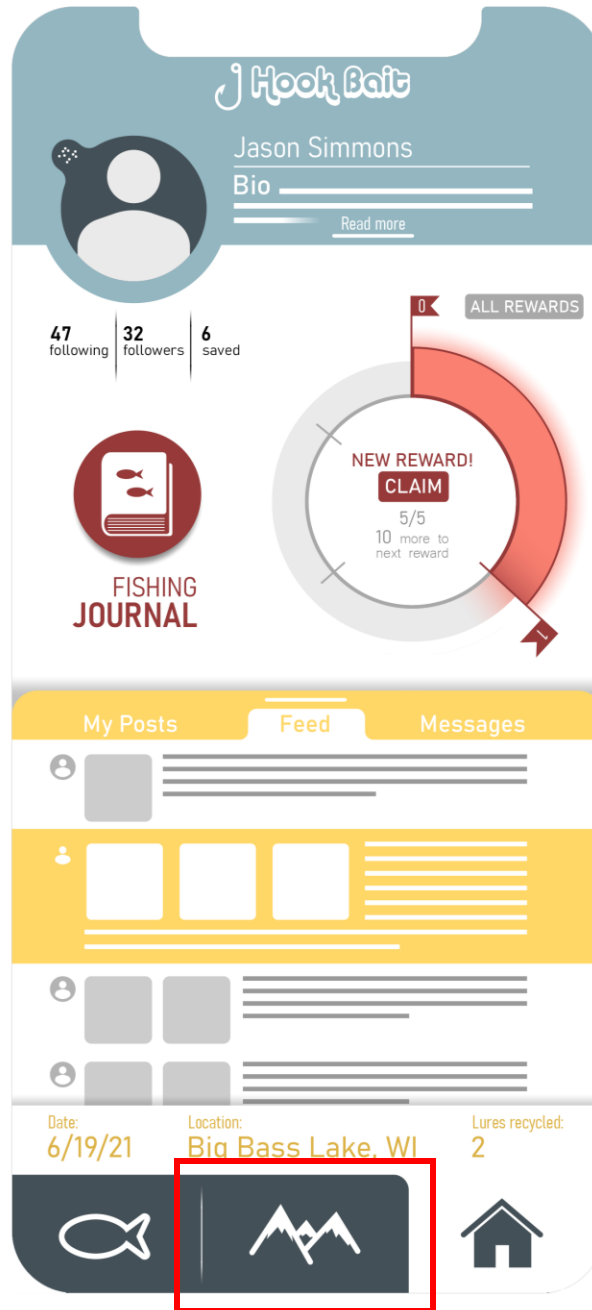 J Hook Bait
Jason Simmons
Bio
Read more
47 following
32 followers
6 saved
0
ALL REWARDS
NEW REWARD!
CLAIM
5/5
10 more to
next reward
1
FISHING
JOURNAL
My Posts Feed Messages
Date: Location: Lures recycled:
6/19/21 Big Bass Lake, WI 2